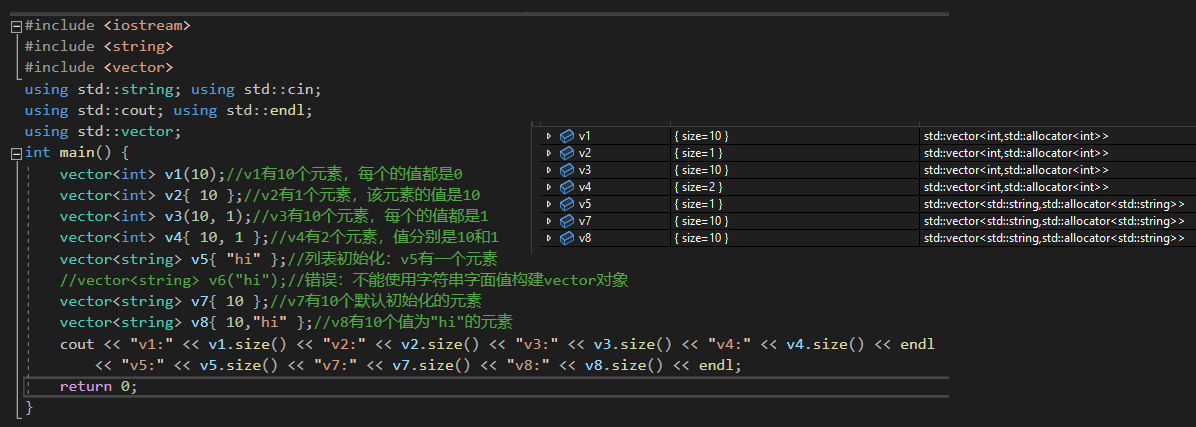 #include <iostream>
#include <string>
#include <vector>
using std::string; using std::cin;
using std::cout; using std::endl;
using std::vector;
int main() {
vector<int> v1(10);//v1有10个元素，每个的值都是0
vector<int> v2{ 10 };//v2有1个元素，该元素的值是10
vector<int> v3(10, 1);//v3有10个元素，每个的值都是1
vector<int> v4{ 10, 1 };//v4有2个元素，值分别是10和1
vector<string> v5{ "hi" };//列表初始化：v5有一个元素
//vector<string> v6("hi");//错误：不能使用字符串字面值构建vector对象
vector<string> v7{ 10 };//v7有10个默认初始化的元素
vector<string> v8{ 10,"hi" };//v8有10个值为"hi"的元素
cout << "v1:" << v1.size() << "v2:" << v2.size() << "v3:" << v3.size() << "v4:" << v4.size() << endl
<< "v5:" << v5.size() << "v7:" << v7.size() << "v8:" << v8.size() << endl;
return 0;
}
v1 { size=10 } std::vector<int,std::allocator<int>>
v2 { size=1 } std::vector<int,std::allocator<int>>
v3 { size=10 } std::vector<int,std::allocator<int>>
v4 { size=2 } std::vector<int,std::allocator<int>>
v5 { size=1 } std::vector<std::string,std::allocator<std::string>>
v7 { size=10 } std::vector<std::string,std::allocator<std::string>>
v8 { size=10 } std::vector<std::string,std::allocator<std::string>>